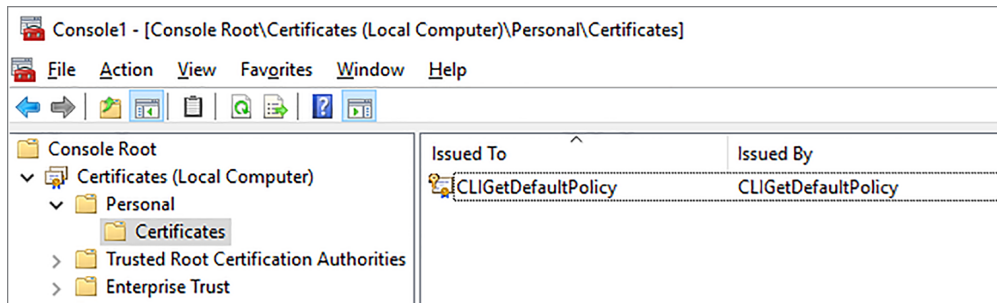 Console1 - [Console Root\Certificates (Local Computer)\Personal\Certificates]
File Action View Favorites Window Help
Console Root
Certificates (Local Computer)
Personal
Certificates
Trusted Root Certification Authorities
Enterprise Trust
Issued To Issued By
CLIGetDefaultPolicy CLIGetDefaultPolicy